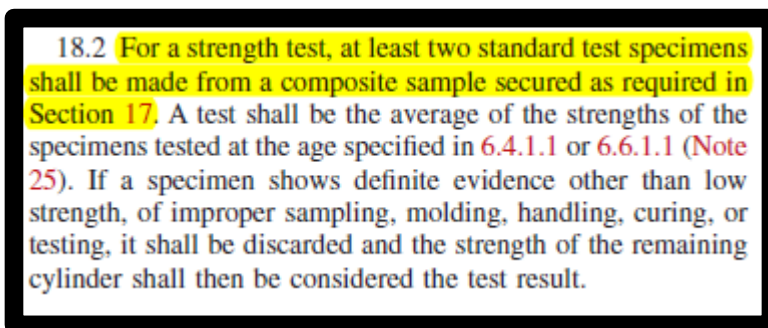 18.2 For a strength test, at least two standard test specimens
shall be made from a composite sample secured as required in
Section 17. A test shall be the average of the strengths of the
specimens tested at the age specified in 6.4.1.1 or 6.6.1.1 (Note
25). If a specimen shows definite evidence other than low
strength, of improper sampling, molding, handling, curing, or
testing, it shall be discarded and the strength of the remaining
cylinder shall then be considered the test result.